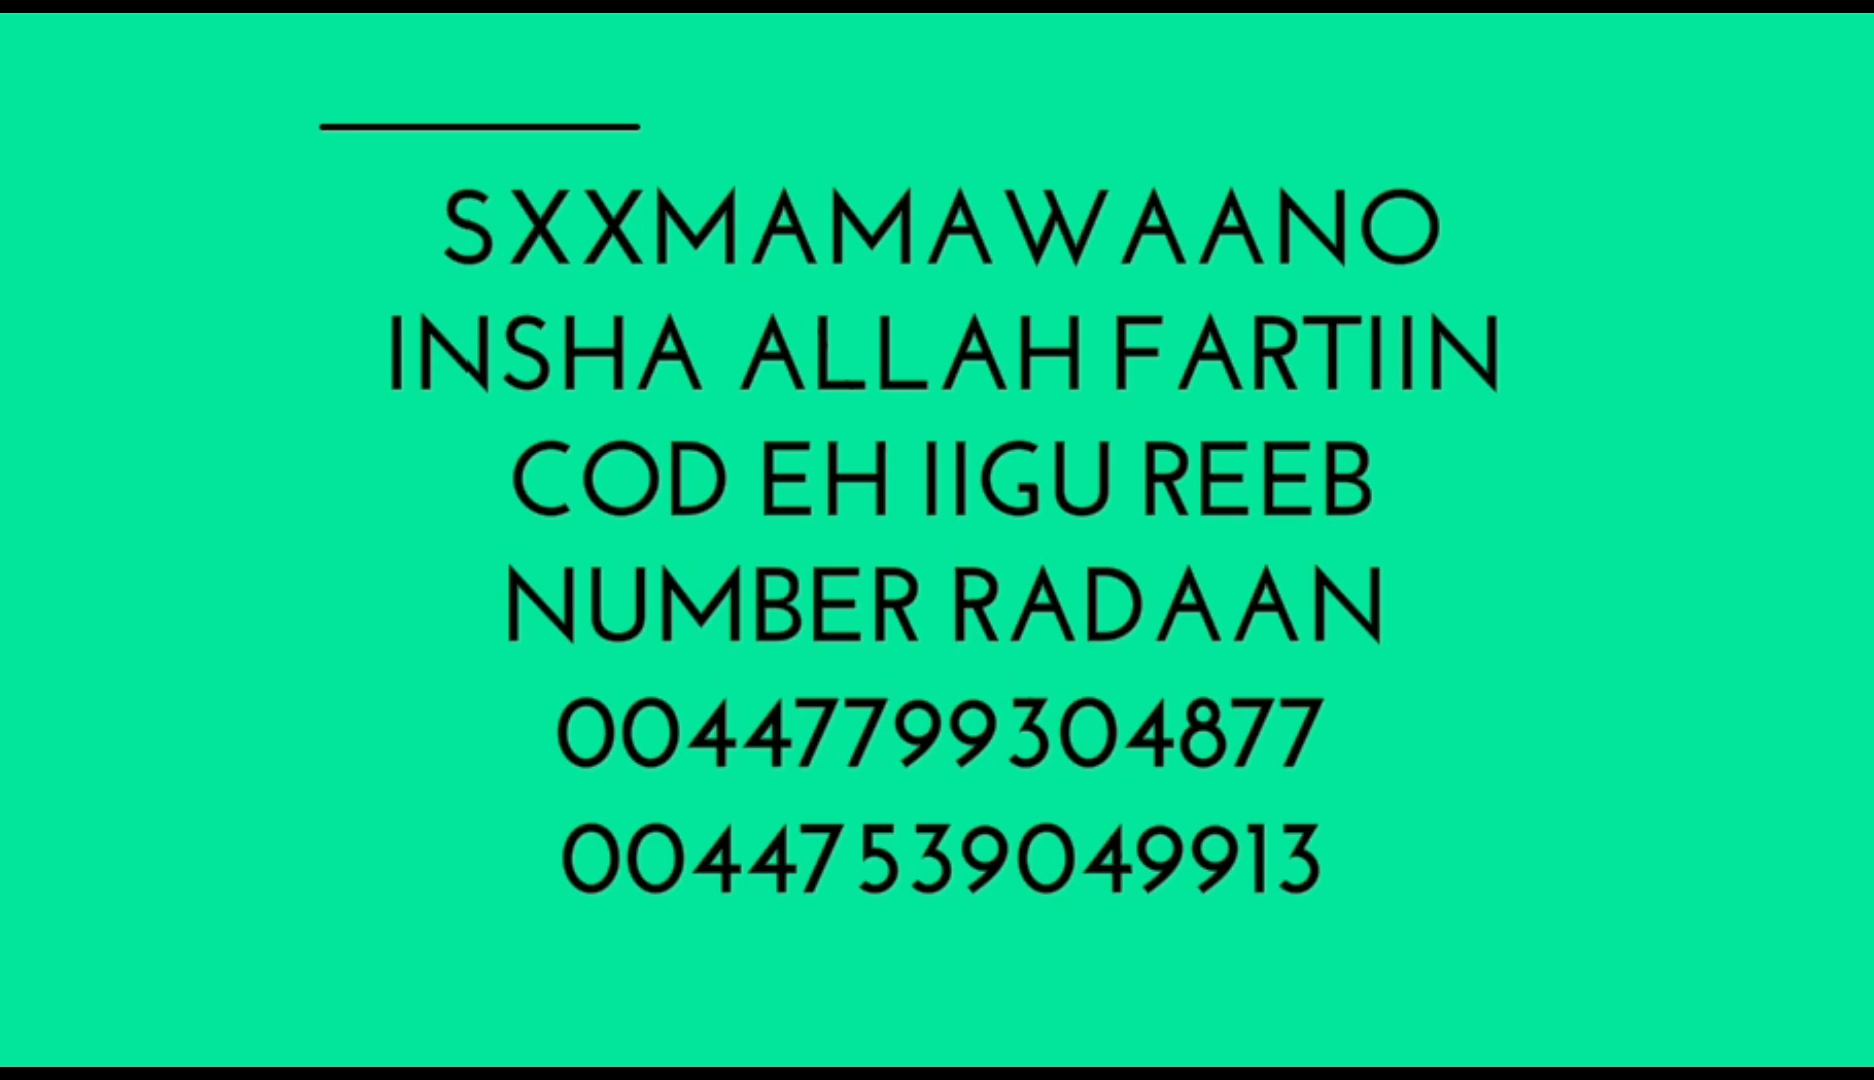 SXXMAMAWAANO
INSHA ALLAH FARTIIN
COD EH IIGU REEB
NUMBER RADAAN
00447799304877
00447539049913